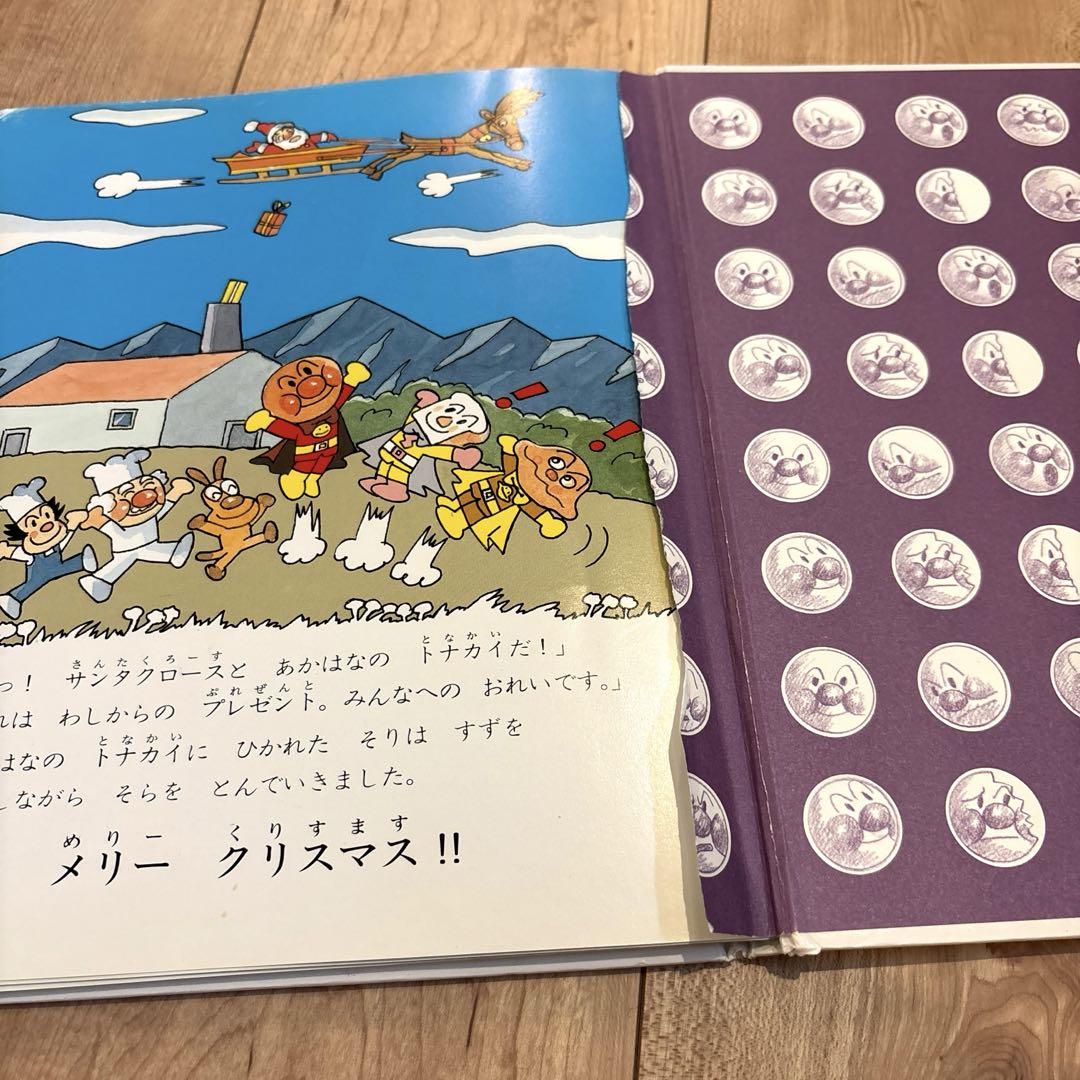 っ！　サンタクロースと　あかはなの　トナカイだ！」
れは　わしからの　プレゼント。みんなへの　おれいです。」
はなの　トナカイに　ひかれた　そりは　すずを
しながら　そらを　とんでいきました。
メリー　クリスマス!!